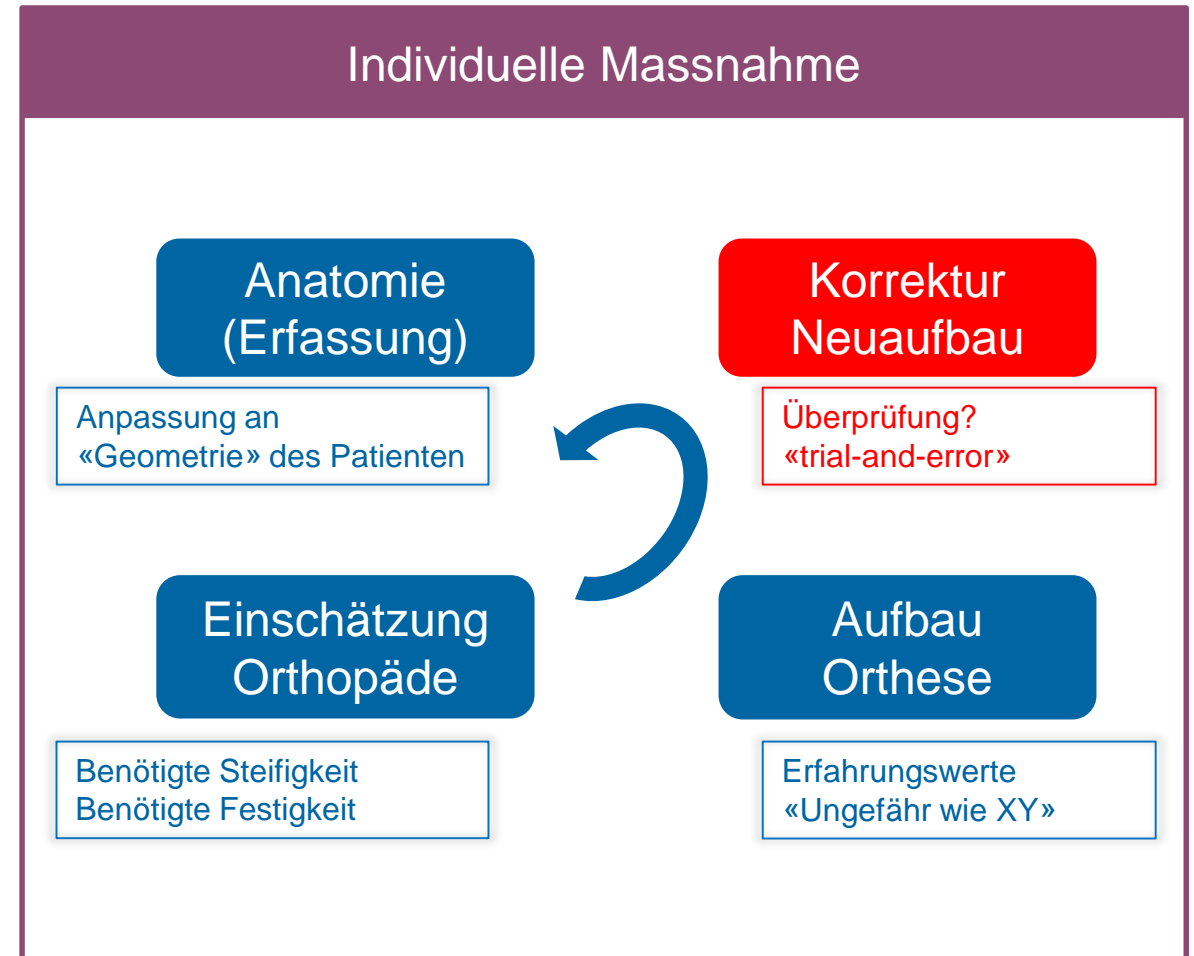 Individuelle Massnahme
Anatomie
(Erfassung)
Anpassung an
«Geometrie» des Patienten
Korrektur
Neuaufbau
Überprüfung?
«trial-and-error»
Einschätzung
Orthopäde
Benötigte Steifigkeit
Benötigte Festigkeit
Aufbau
Orthese
Erfahrungswerte
«Ungefähr wie XY»